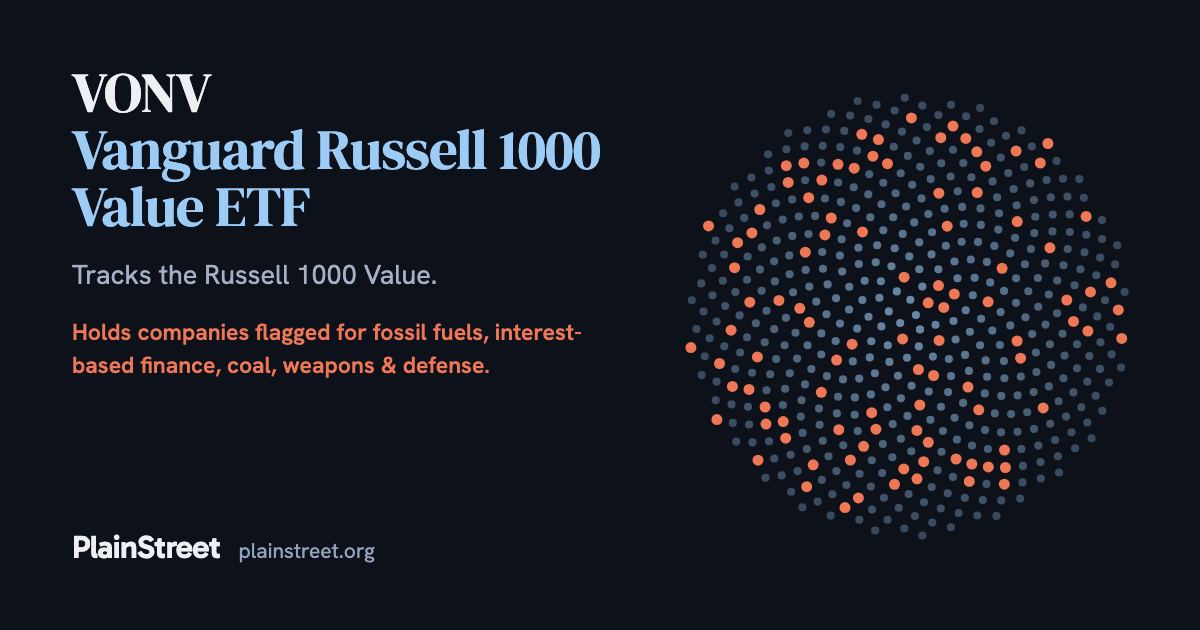 VONV
Vanguard Russell 1000
Value ETF
Tracks the Russell 1000 Value.
Holds companies flagged for fossil fuels, interest-
based finance, coal, weapons & defense.
PlainStreet plainstreet.org